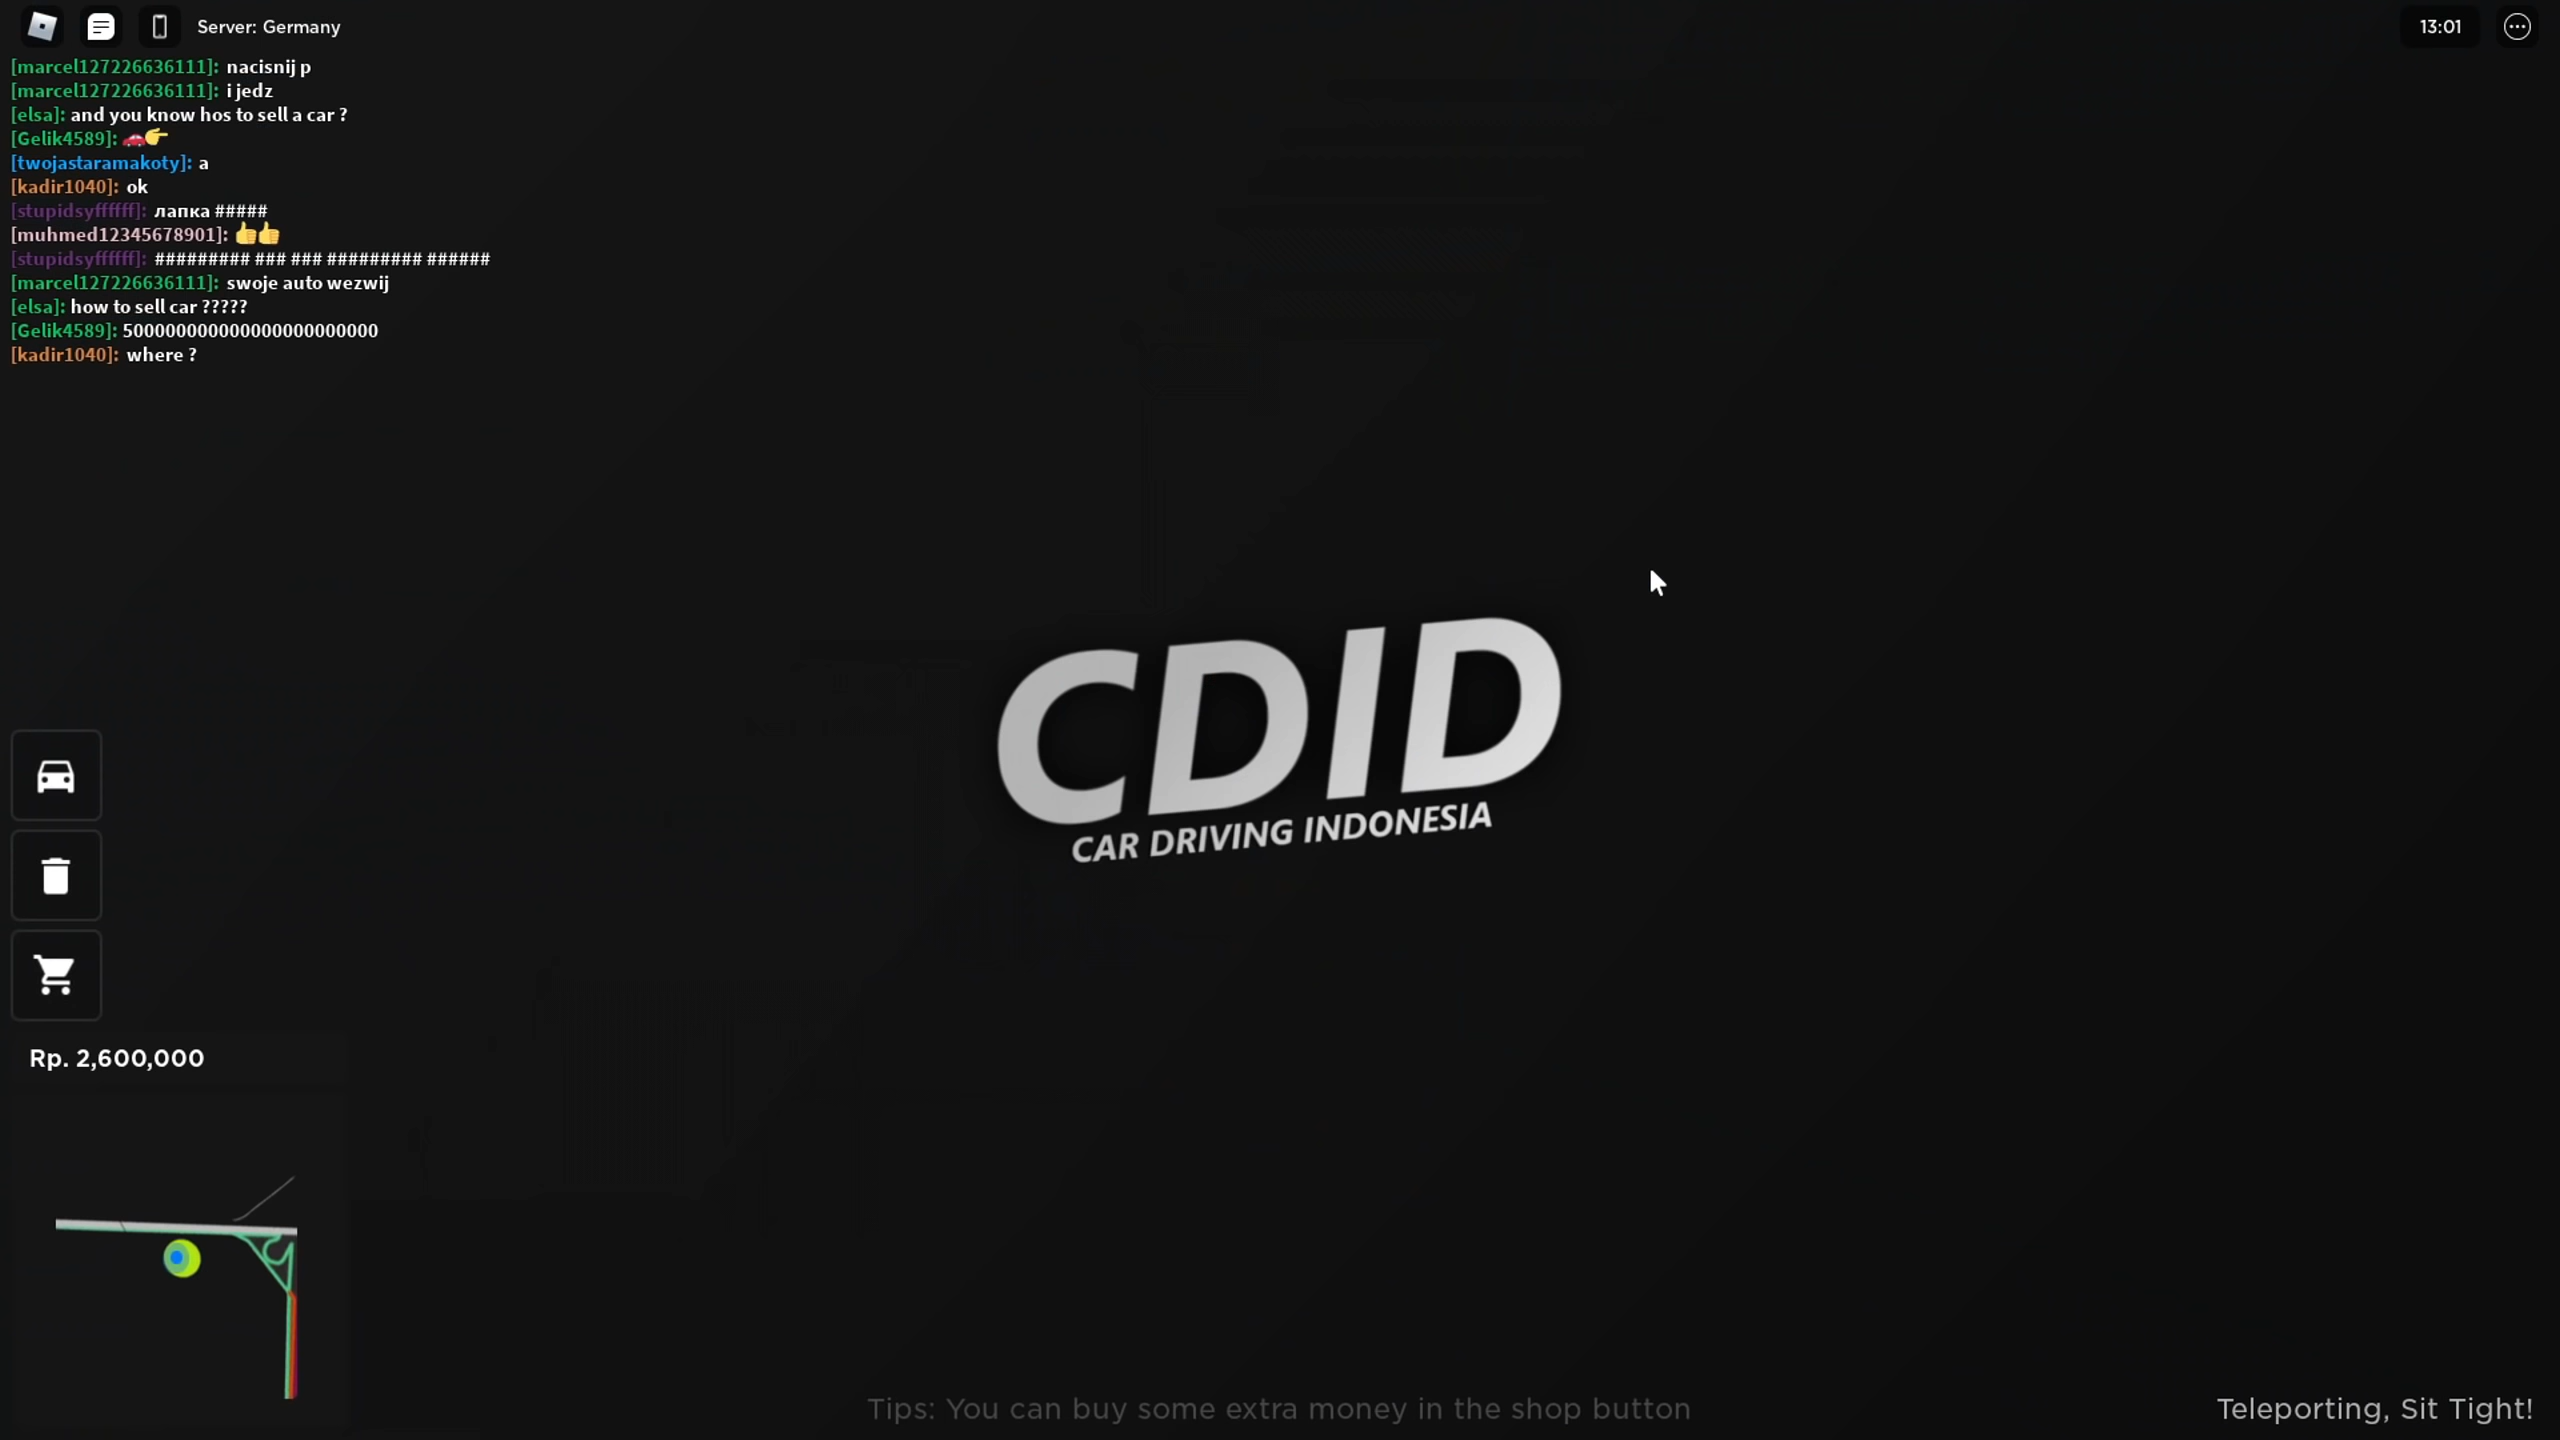 Server: Germany
13:01
[marcel127226636111]: nacisnij p
[marcel127226636111]: i jedz
[elsa]: and you know hos to sell a car ?
[Gelik4589]: 🚗👉
[twojastaramakoty]: a
[kadir1040]: ok
[stupidsyffffff]: лапка #####
[muhmed12345678901]: 👍👍
[stupidsyffffff]: ######### ### ### ######### ######
[marcel127226636111]: swoje auto wezwij
[elsa]: how to sell car ?????
[Gelik4589]: 500000000000000000000000
[kadir1040]: where ?
CDID
CAR DRIVING INDONESIA
Rp. 2,600,000
Tips: You can buy some extra money in the shop button
Teleporting, Sit Tight!